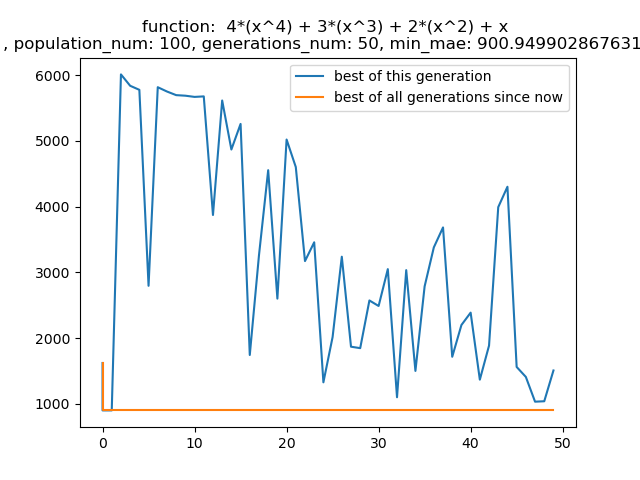 function:  4*(x^4) + 3*(x^3) + 2*(x^2) + x
, population_num: 100, generations_num: 50, min_mae: 900.949902867631
best of this generation
best of all generations since now
6000
5000
4000
3000
2000
1000
0 10 20 30 40 50